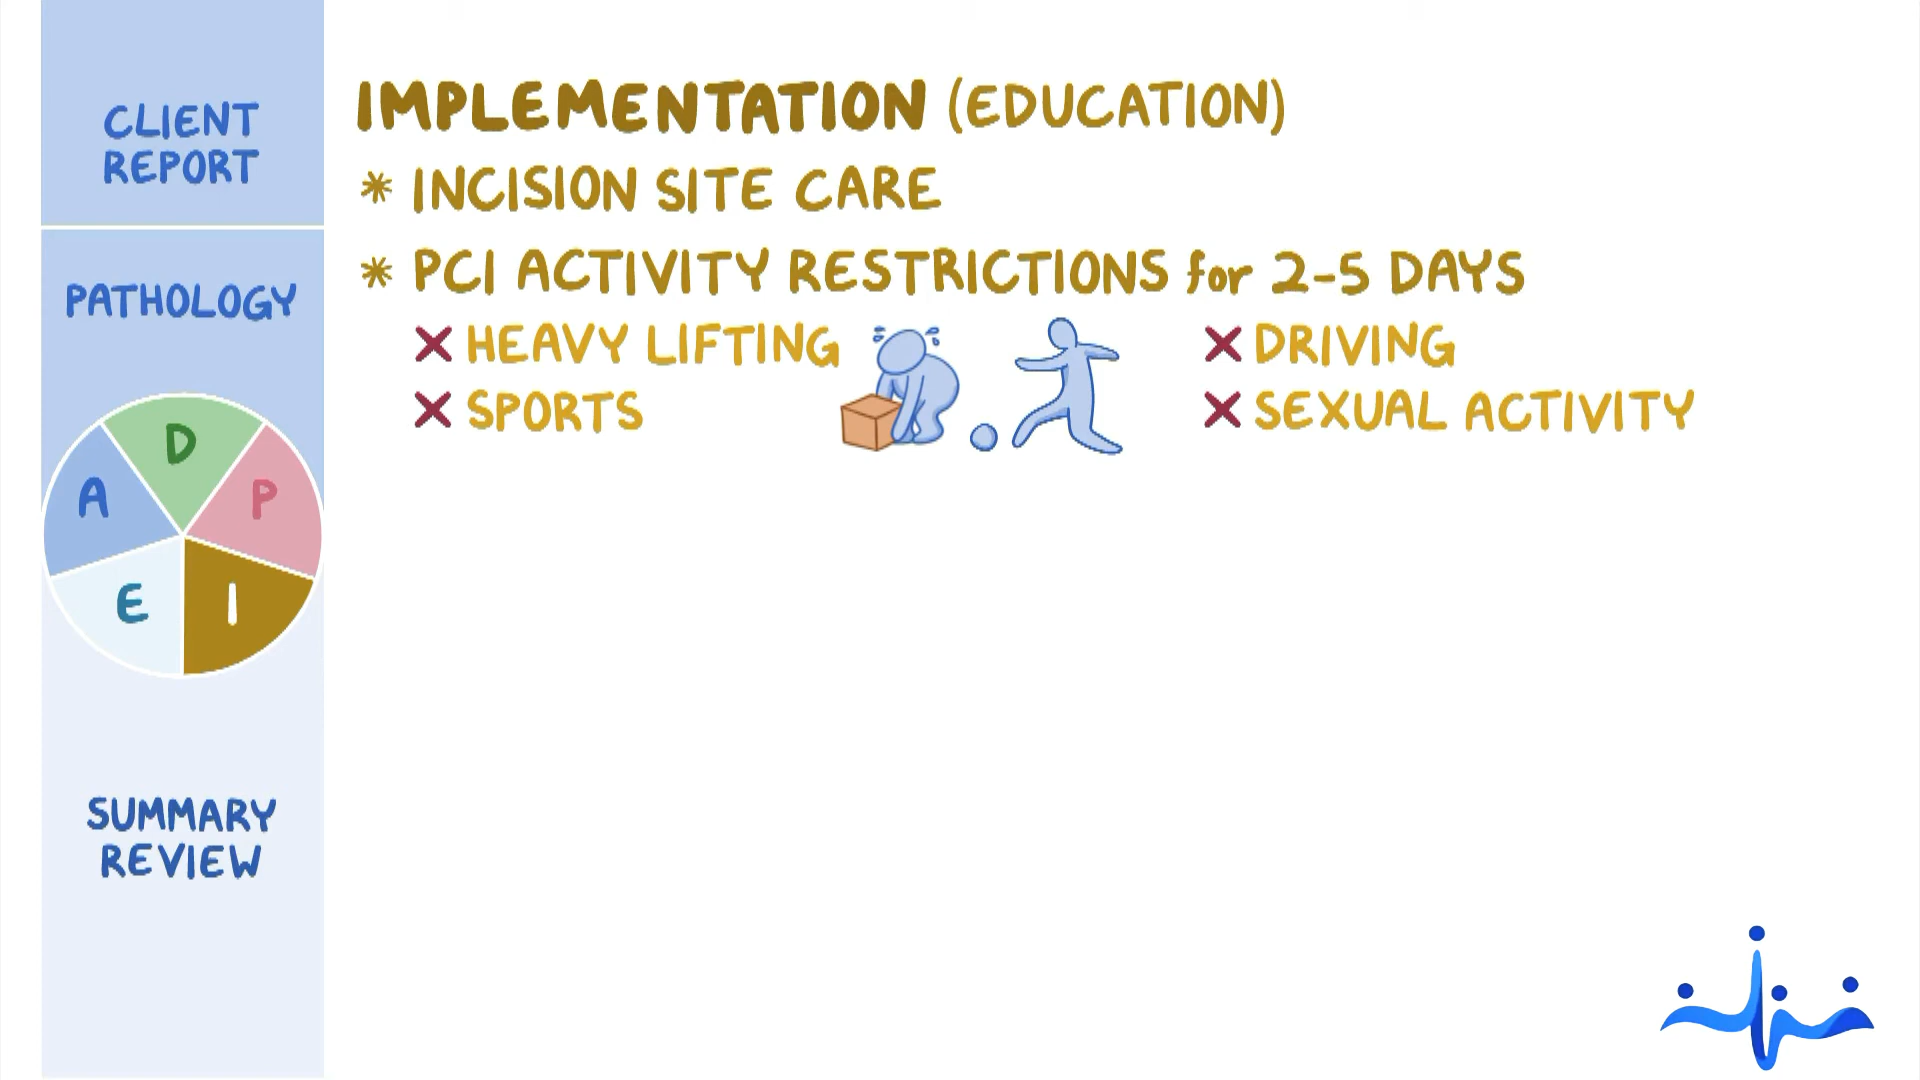 CLIENT
REPORT
PATHOLOGY
A
D
P
E
I
SUMMARY
REVIEW
IMPLEMENTATION (EDUCATION)
* INCISION SITE CARE
* PCI ACTIVITY RESTRICTIONS for 2-5 DAYS
× HEAVY LIFTING
× SPORTS
× DRIVING
× SEXUAL ACTIVITY